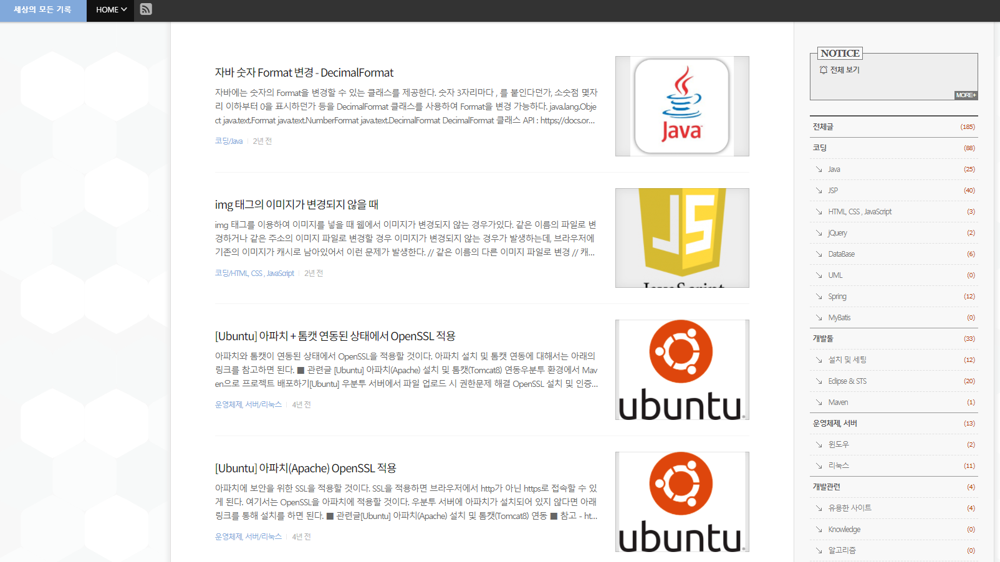 세상의 모든 기록
HOME
자바 숫자 Format 변경 - DecimalFormat
자바에는 숫자의 Format을 변경할 수 있는 클래스를 제공한다. 숫자 3자리마다 , 를 붙인다던가, 소숫점 몇자
리 이하부터 0을 표시하던가 등을 DecimalFormat 클래스를 사용하여 Format을 변경 가능하다. java.lang.Obje
ct java.text.Format java.text.NumberFormat java.text.DecimalFormat DecimalFormat 클래스 API : https://docs.or...
코딩/Java 2년 전
Java
img 태그의 이미지가 변경되지 않을 때
img 태그를 이용하여 이미지를 넣을 때 웹에서 이미지가 변경되지 않는 경우가있다. 같은 이름의 파일로 변
경하거나 같은 주소의 이미지 파일로 변경할 경우 이미지가 변경되지 않는 경우가 발생하는데, 브라우저에
기존의 이미지가 캐시로 남아있어서 이런 문제가 발생한다. // 같은 이름의 다른 이미지 파일로 변경 // 캐...
코딩/HTML, CSS , JavaScript 2년 전
JS
JavaScript
[Ubuntu] 아파치 + 톰캣 연동된 상태에서 OpenSSL 적용
아파치와 톰캣이 연동된 상태에서 OpenSSL을 적용할 것이다. 아파치 설치 및 톰캣 연동에 대해서는 아래의
링크를 참고하면 된다. ■ 관련글 [Ubuntu] 아파치(Apache) 설치 및 톰캣(Tomcat8) 연동우분투 환경에서 Mav
en으로 프로젝트 배포하기[Ubuntu] 우분투 서버에서 파일 업로드 시 권한문제 해결 OpenSSL 설치 및 인증...
운영체제, 서버/리눅스 4년 전
ubuntu
[Ubuntu] 아파치(Apache) OpenSSL 적용
아파치에 보안을 위한 SSL을 적용할 것이다. SSL을 적용하면 브라우저에서 http가 아닌 https로 접속할 수 있
게 된다. 여기서는 OpenSSL을 아파치에 적용할 것이다. 우분투 서버에 아파치가 설치되어 있지 않다면 아래
링크를 통해 설치를 하면 된다. ■ 관련글[Ubuntu] 아파치(Apache) 설치 및 톰캣(Tomcat8) 연동 ■ 참고 - ht...
운영체제, 서버/리눅스 4년 전
ubuntu
NOTICE
전체 보기
MORE+
전체글 (185)
코딩 (88)
Java (25)
JSP (40)
HTML, CSS , JavaScript (3)
jQuery (2)
DataBase (6)
UML (0)
Spring (12)
MyBatis (0)
개발툴 (33)
설치 및 세팅 (12)
Eclipse & STS (20)
Maven (1)
운영체제, 서버 (13)
윈도우 (2)
리눅스 (11)
개발관련 (4)
유용한 사이트 (4)
Knowledge (0)
알고리즘 (0)